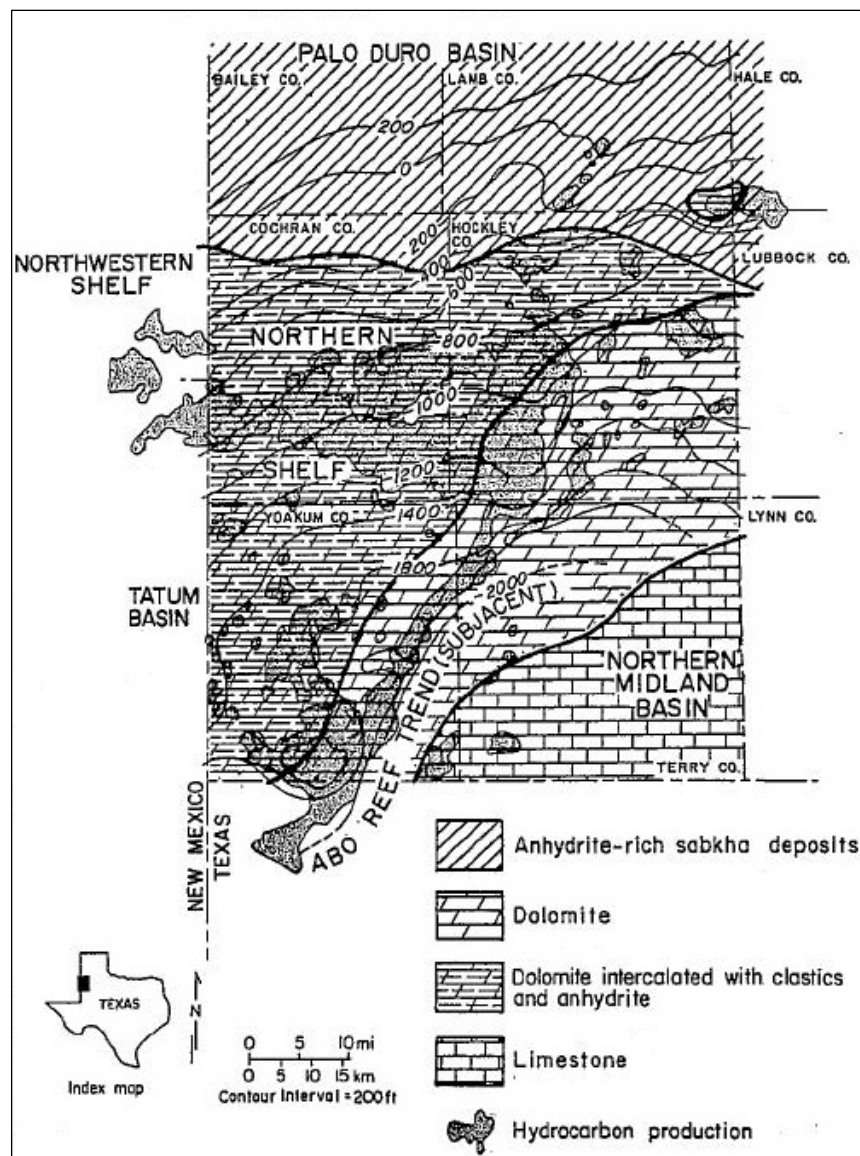 PALO DURO BASIN
BAILEY CO.
LAMB CO.
HALE CO.
200
0
COCHRAN CO.
HOCKLEY CO.
LUBBOCK CO.
200
600
NORTHWESTERN
SHELF
NORTHERN
800
1000
SHELF
1200
1400
YOAKUM CO.
LYNN CO.
1800
2000
TATUM
BASIN
ABO REEF TREND (SUBJACENT)
NORTHERN
MIDLAND
BASIN
TERRY CO.
NEW MEXICO
TEXAS
Anhydrite-rich sabkha deposits
Dolomite
Dolomite intercalated with clastics
and anhydrite
Limestone
Hydrocarbon production
TEXAS
Index map
N
0 5 10 mi
0 5 10 15 km
Contour Interval = 200 ft